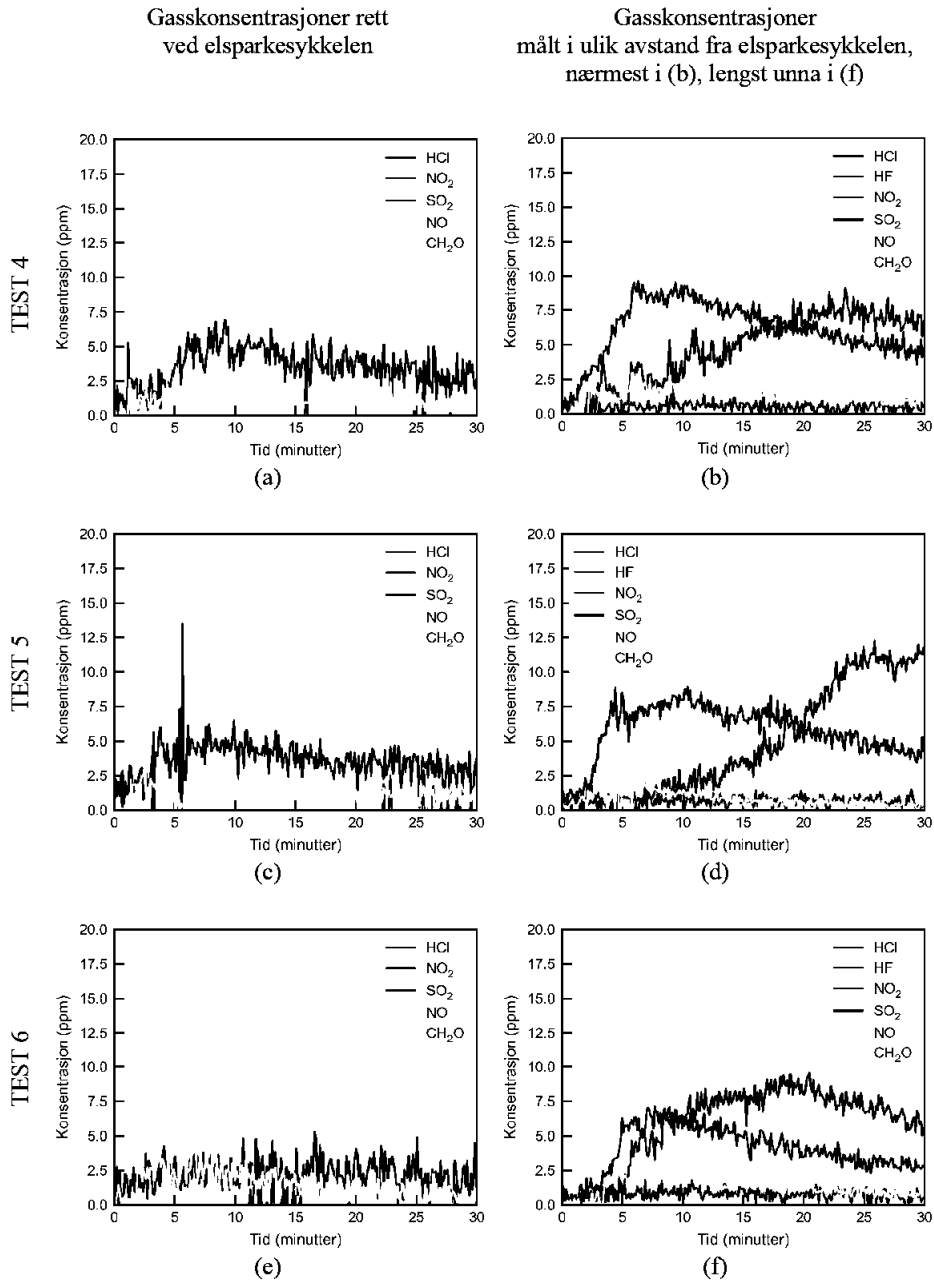 Gasskonsentrasjoner rett
ved elsparkesykkelen
Gasskonsentrasjoner
målt i ulik avstand fra elsparkesykkelen,
nærmest i (b), lengst unna i (f)
TEST 4
Konsentrasjon (ppm)
20.0
17.5
15.0
12.5
10.0
7.5
5.0
2.5
0.0
HCl
NO2
SO2
NO
CH2O
0 5 10 15 20 25 30
Tid (minutter)
(a)
Konsentrasjon (ppm)
20.0
17.5
15.0
12.5
10.0
7.5
5.0
2.5
0.0
HCl
HF
NO2
SO2
NO
CH2O
0 5 10 15 20 25 30
Tid (minutter)
(b)
TEST 5
Konsentrasjon (ppm)
20.0
17.5
15.0
12.5
10.0
7.5
5.0
2.5
0.0
HCl
NO2
SO2
NO
CH2O
0 5 10 15 20 25 30
Tid (minutter)
(c)
Konsentrasjon (ppm)
20.0
17.5
15.0
12.5
10.0
7.5
5.0
2.5
0.0
HCl
HF
NO2
SO2
NO
CH2O
0 5 10 15 20 25 30
Tid (minutter)
(d)
TEST 6
Konsentrasjon (ppm)
20.0
17.5
15.0
12.5
10.0
7.5
5.0
2.5
0.0
HCl
NO2
SO2
NO
CH2O
0 5 10 15 20 25 30
Tid (minutter)
(e)
Konsentrasjon (ppm)
20.0
17.5
15.0
12.5
10.0
7.5
5.0
2.5
0.0
HCl
HF
NO2
SO2
NO
CH2O
0 5 10 15 20 25 30
Tid (minutter)
(f)